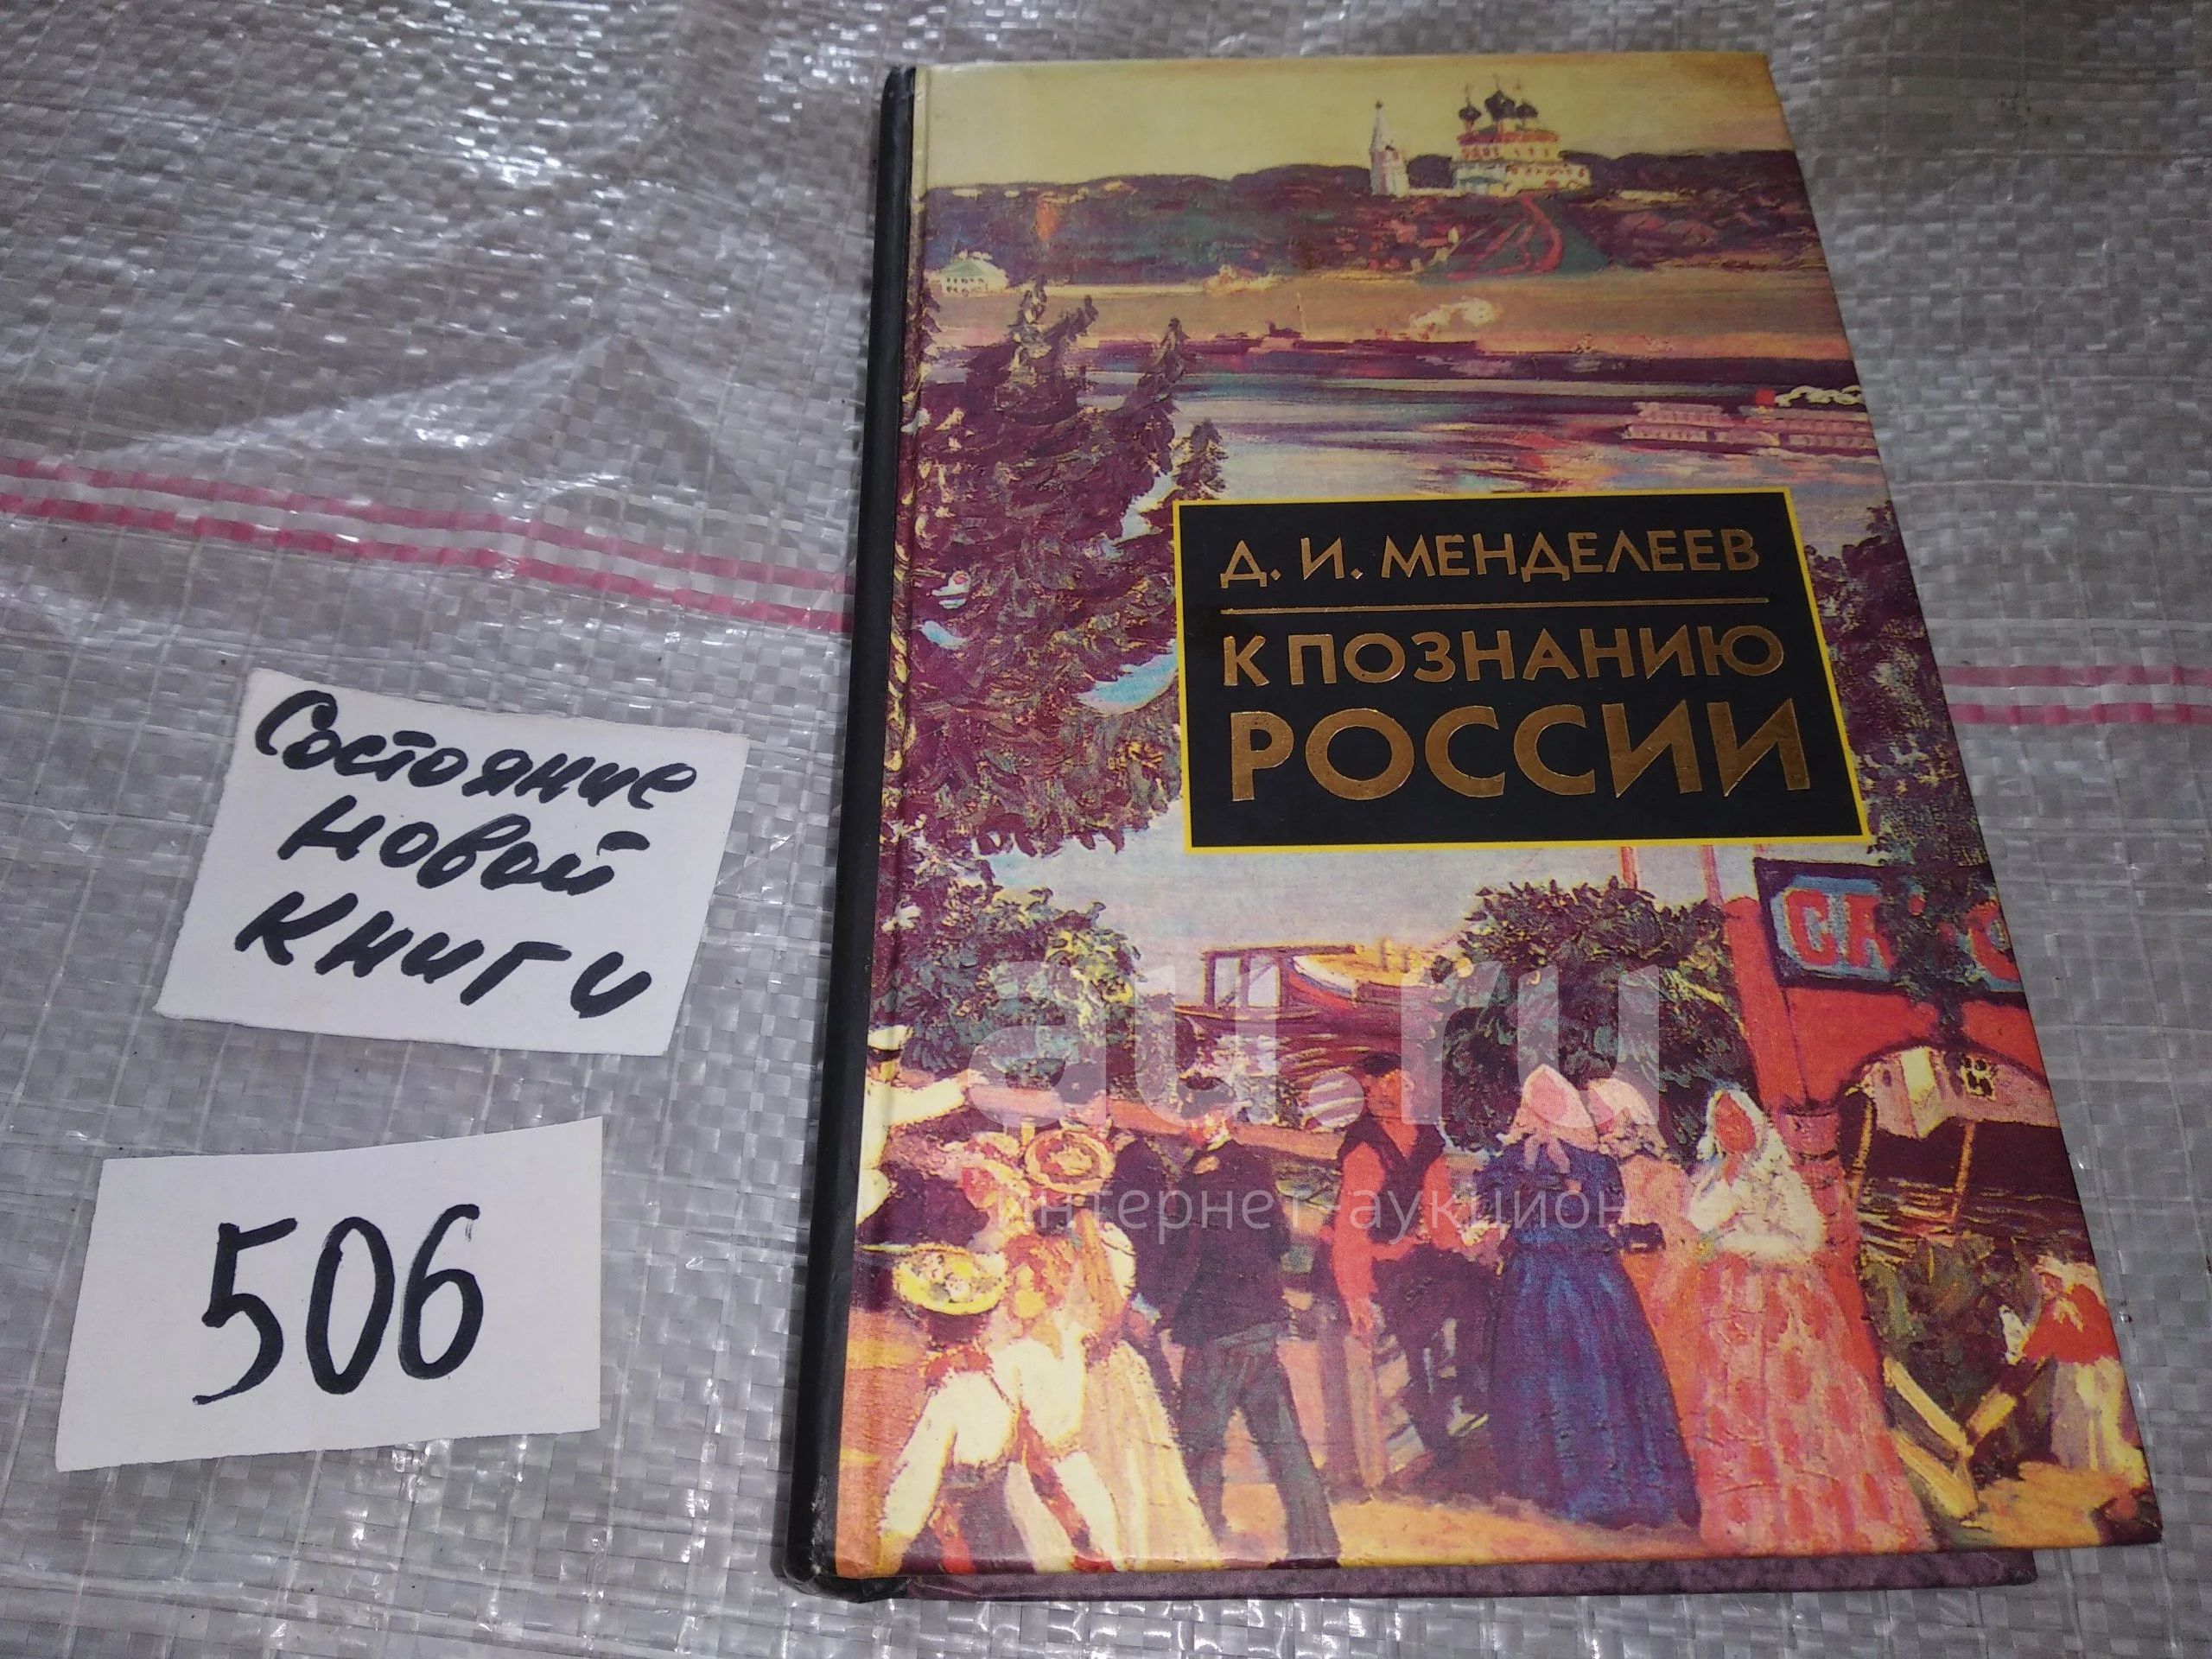 Д. И. МЕНДЕЛЕЕВ
К ПОЗНАНИЮ
РОССИИ
Состояние
новой
книги
506
au.ru
интернет-аукцион